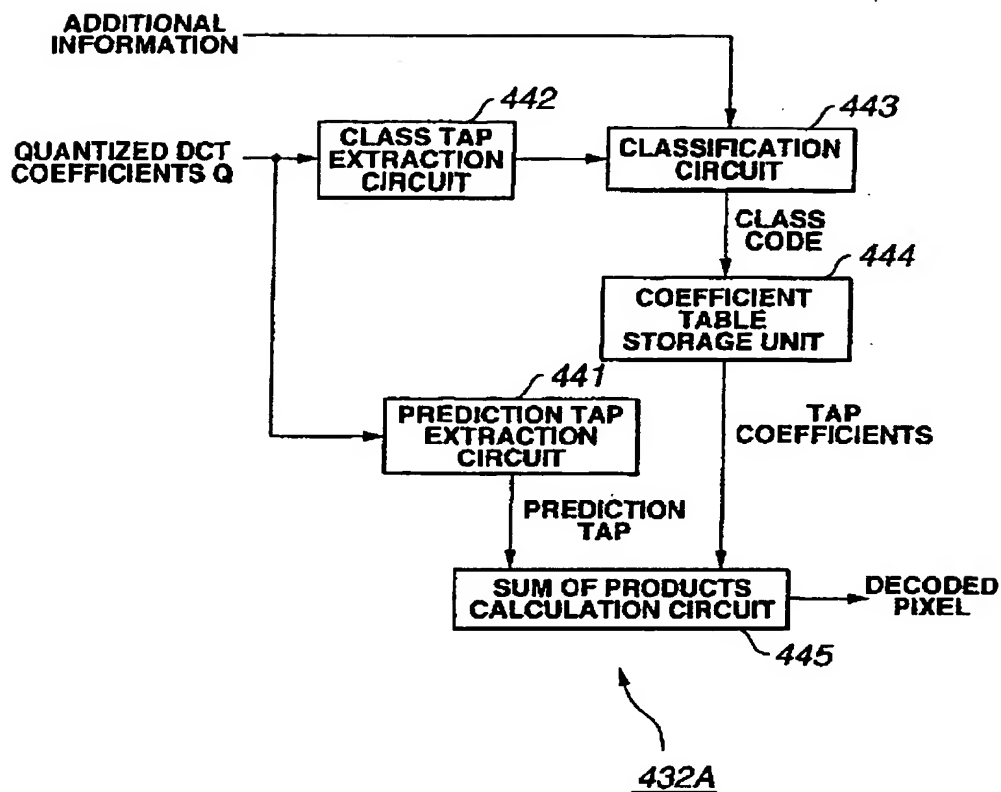 ADDITIONAL
INFORMATION
442
443
QUANTIZED DCT
COEFFICIENTS Q
CLASS TAP
EXTRACTION
CIRCUIT
CLASSIFICATION
CIRCUIT
CLASS
CODE
444
COEFFICIENT
TABLE
STORAGE UNIT
441
PREDICTION TAP
EXTRACTION
CIRCUIT
TAP
COEFFICIENTS
PREDICTION
TAP
SUM OF PRODUCTS
CALCULATION CIRCUIT
DECODED
PIXEL
445
432A